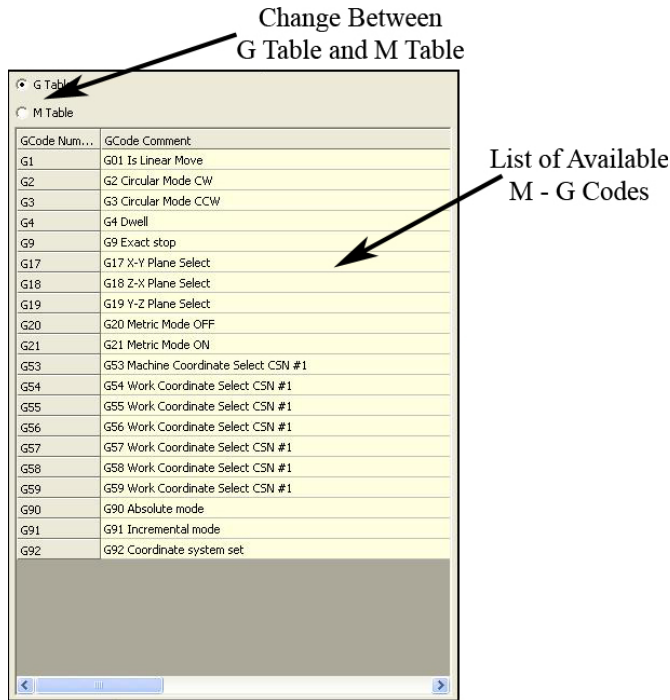 Change Between
G Table and M Table
G Table
M Table
GCode Num... GCode Comment
G1 G01 Is Linear Move
G2 G2 Circular Mode CW
G3 G3 Circular Mode CCW
G4 G4 Dwell
G9 G9 Exact stop
G17 G17 X-Y Plane Select
G18 G18 Z-X Plane Select
G19 G19 Y-Z Plane Select
G20 G20 Metric Mode OFF
G21 G21 Metric Mode ON
G53 G53 Machine Coordinate Select CSN #1
G54 G54 Work Coordinate Select CSN #1
G55 G55 Work Coordinate Select CSN #1
G56 G56 Work Coordinate Select CSN #1
G57 G57 Work Coordinate Select CSN #1
G58 G58 Work Coordinate Select CSN #1
G59 G59 Work Coordinate Select CSN #1
G90 G90 Absolute mode
G91 G91 Incremental mode
G92 G92 Coordinate system set
List of Available
M - G Codes